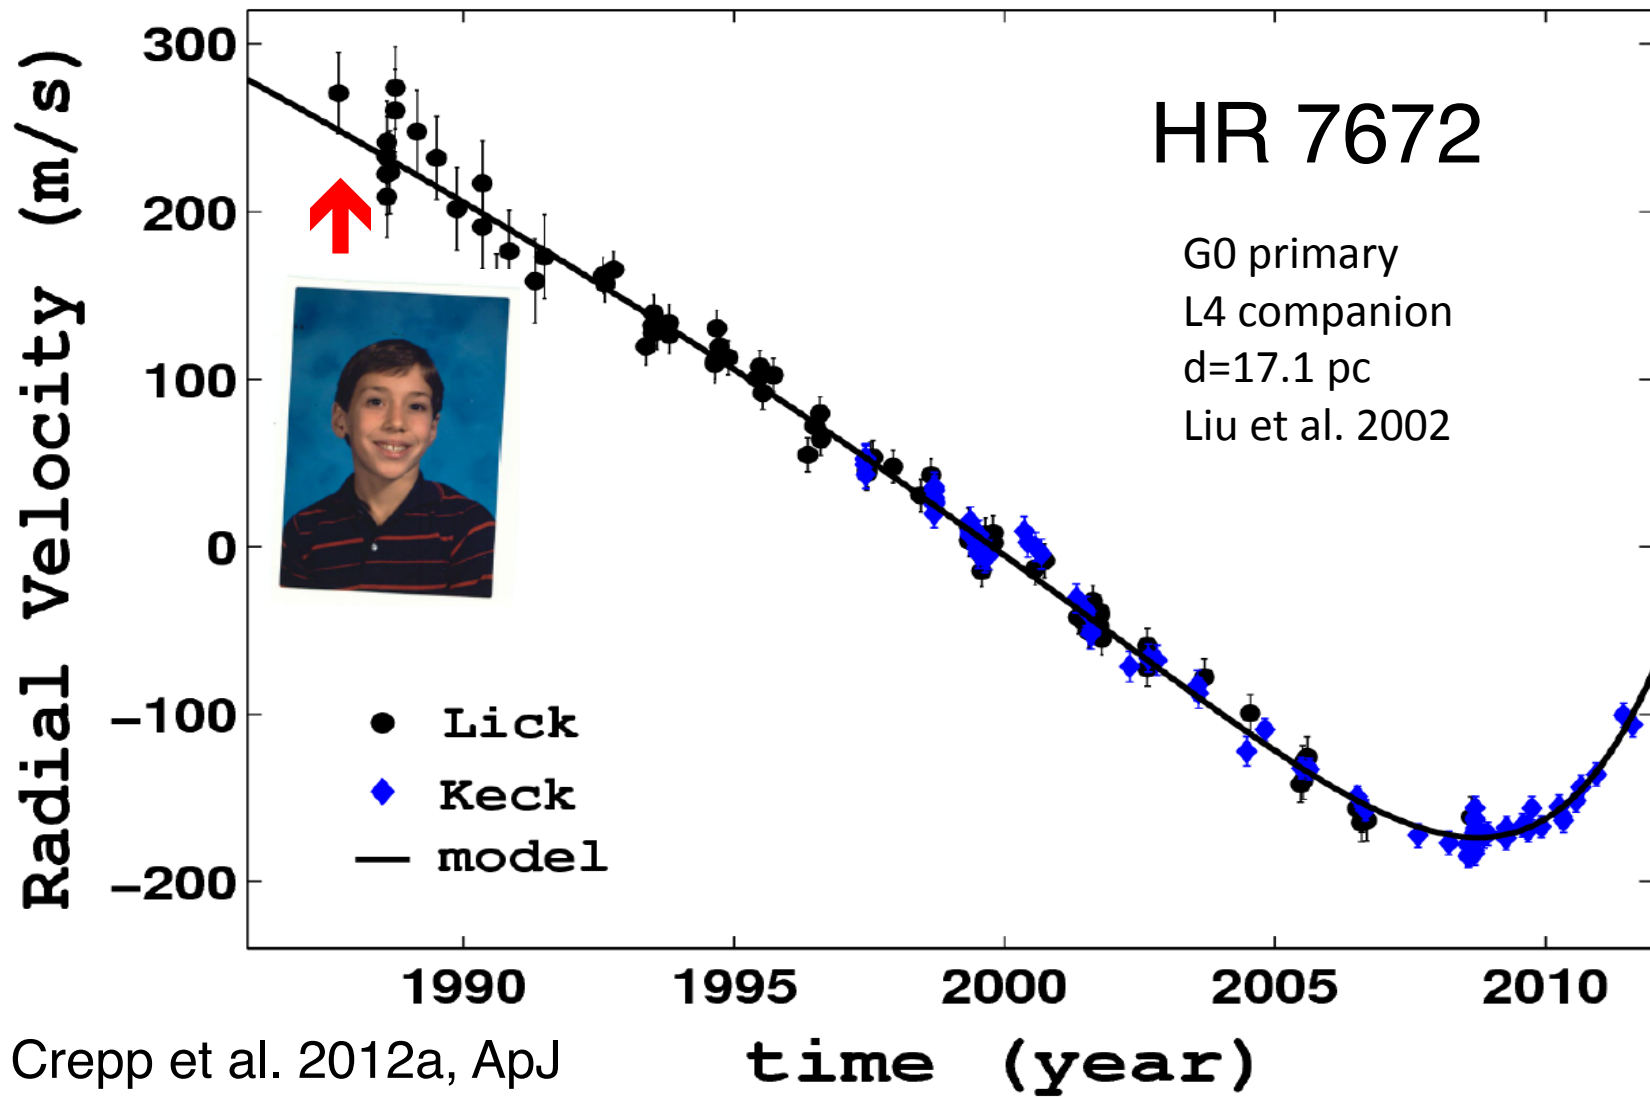 HR 7672
G0 primary
L4 companion
d=17.1 pc
Liu et al. 2002
Radial Velocity (m/s)
300
200
100
0
−100
−200
Lick
Keck
model
1990
1995
2000
2005
2010
time (year)
Crepp et al. 2012a, ApJ